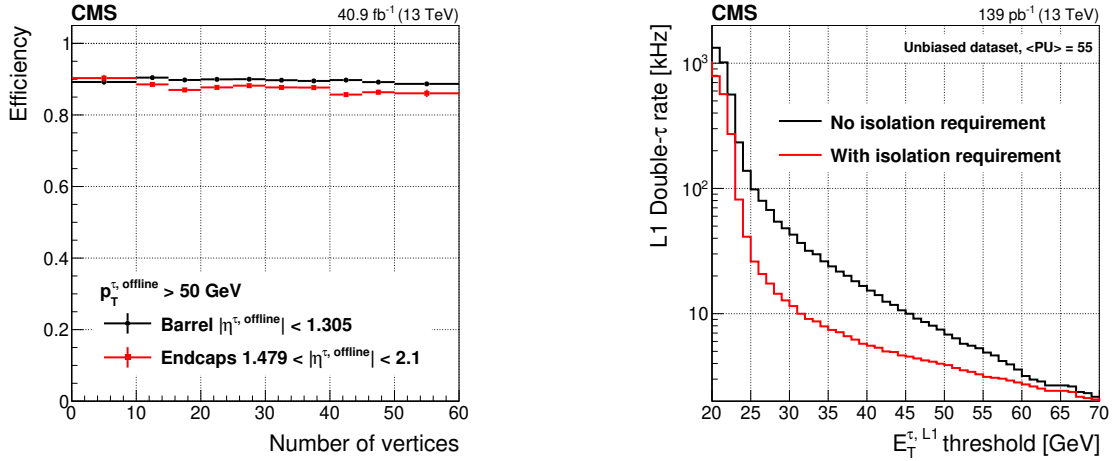 CMS 40.9 fb⁻¹ (13 TeV)
Efficiency
1
0.8
0.6
0.4
0.2
0
p_T^{τ, offline} > 50 GeV
Barrel |η^{τ, offline}| < 1.305
Endcaps 1.479 < |η^{τ, offline}| < 2.1
0 10 20 30 40 50 60
Number of vertices
CMS 139 pb⁻¹ (13 TeV)
Unbiased dataset, <PU> = 55
L1 Double-τ rate [kHz]
10³
10²
10
No isolation requirement
With isolation requirement
20 25 30 35 40 45 50 55 60 65 70
E_T^{τ, L1} threshold [GeV]